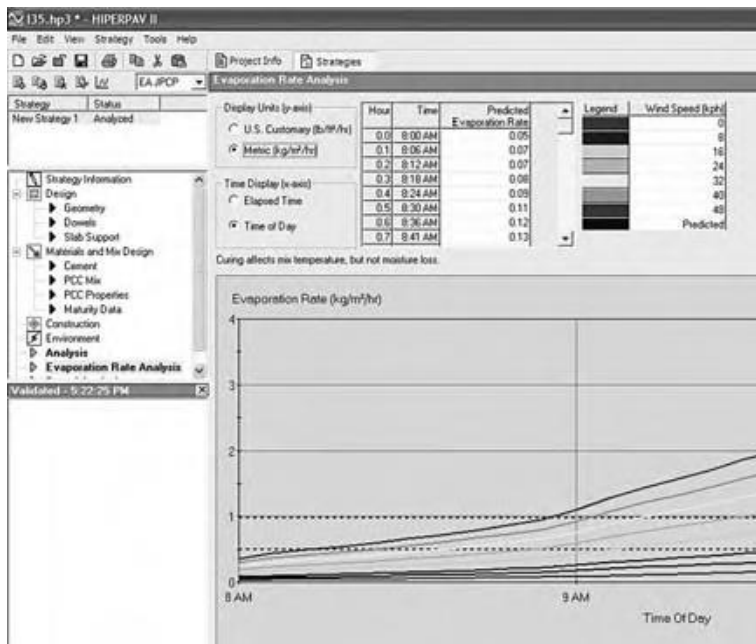 I35.hp3 * - HIPERPAV II
File Edit View Strategy Tools Help
Project Info Strategies
EA JPCP
Evaporation Rate Analysis
Strategy Status
New Strategy 1 Analyzed
Strategy Information
Design
Geometry
Dowels
Slab Support
Materials and Mix Design
Cement
PCC Mix
PCC Properties
Maturity Data
Construction
Environment
Analysis
Evaporation Rate Analysis
Validated - 5:22:25 PM
Display Units (y-axis)
U.S. Customary (lb/ft²/hr)
Metric (kg/m²/hr)
Time Display (x-axis)
Elapsed Time
Time of Day
Hour Time Predicted Evaporation Rate
0.0 8:00 AM 0.05
0.1 8:06 AM 0.07
0.2 8:12 AM 0.07
0.3 8:18 AM 0.08
0.4 8:24 AM 0.09
0.5 8:30 AM 0.11
0.6 8:36 AM 0.12
0.7 8:41 AM 0.13
Legend Wind Speed (kph)
0
8
16
24
32
40
48
Predicted
Curing affects mix temperature, but not moisture loss.
Evaporation Rate (kg/m²/hr)
4
3
2
1
0
8 AM 9 AM
Time Of Day